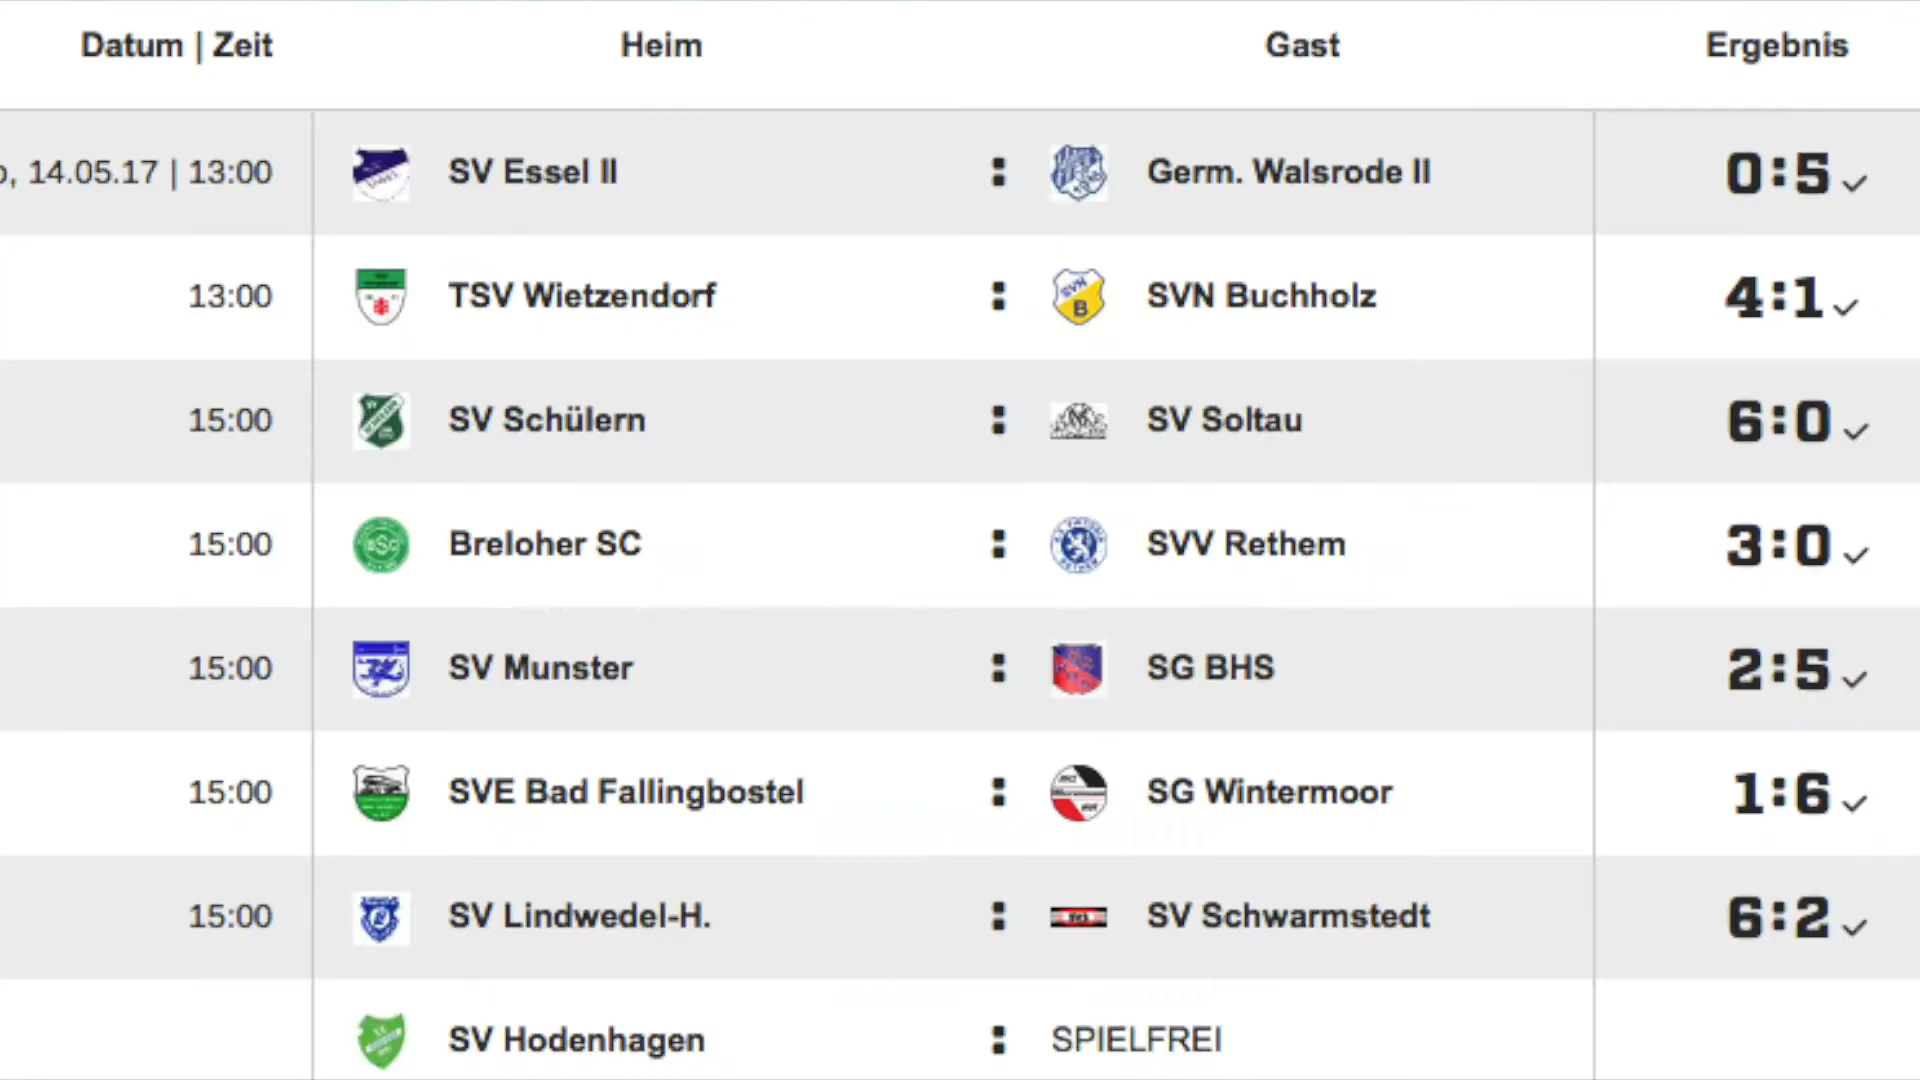 Datum | Zeit Heim Gast Ergebnis
14.05.17 | 13:00 SV Essel II : Germ. Walsrode II 0:5
13:00 TSV Wietzendorf : SVN B SVN Buchholz 4:1
15:00 SV Schülern : SV Soltau 6:0
15:00 BSC Breloher SC : SVV Rethem 3:0
15:00 SV Munster : SG BHS 2:5
15:00 SVE Bad Fallingbostel : SG Wintermoor 1:6
15:00 SV Lindwedel-H. : SV Schwarmstedt 6:2
SV Hodenhagen : SPIELFREI